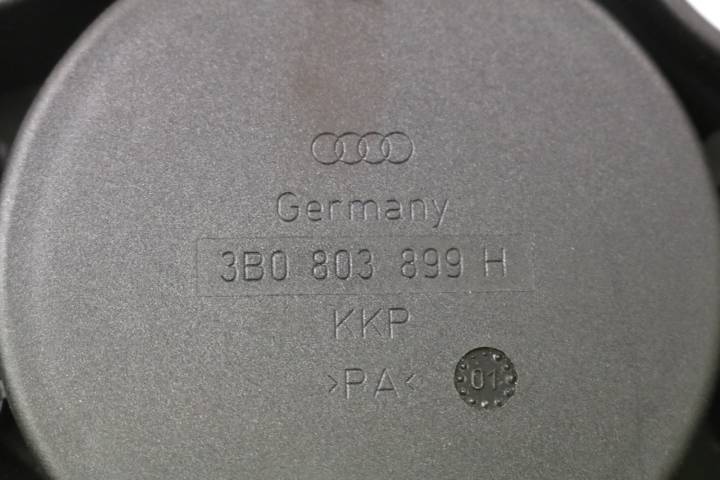 Germany
3B0 803 899 H
KKP
>PA<
01